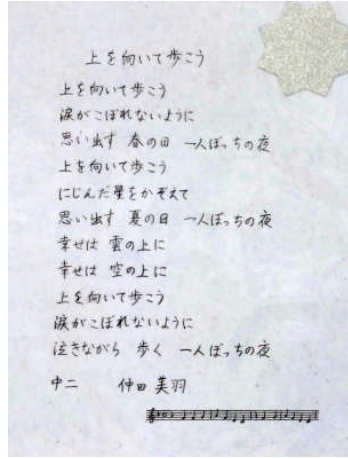 上を向いて歩こう
上を向いて歩こう
涙がこぼれないように
思い出す 春の日 一人ぼっちの夜
上を向いて歩こう
にじんだ星をかぞえて
思い出す 夏の日 一人ぼっちの夜
幸せは 雲の上に
幸せは 空の上に
上を向いて歩こう
涙がこぼれないように
泣きながら 歩く 一人ぼっちの夜
中二 仲田 美羽